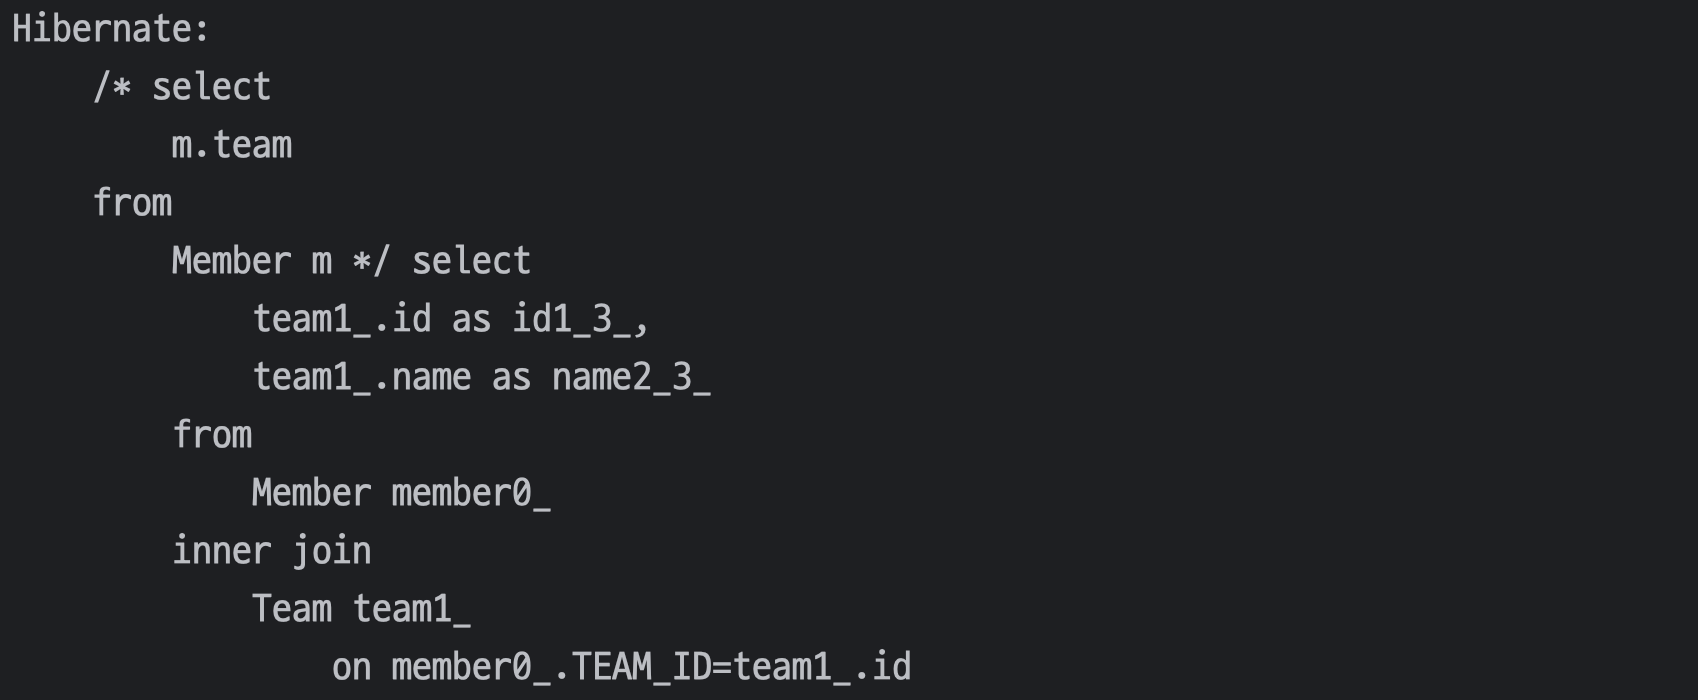 Hibernate:
    /* select
        m.team
    from
        Member m */ select
            team1_.id as id1_3_,
            team1_.name as name2_3_
        from
            Member member0_
        inner join
            Team team1_
                on member0_.TEAM_ID=team1_.id